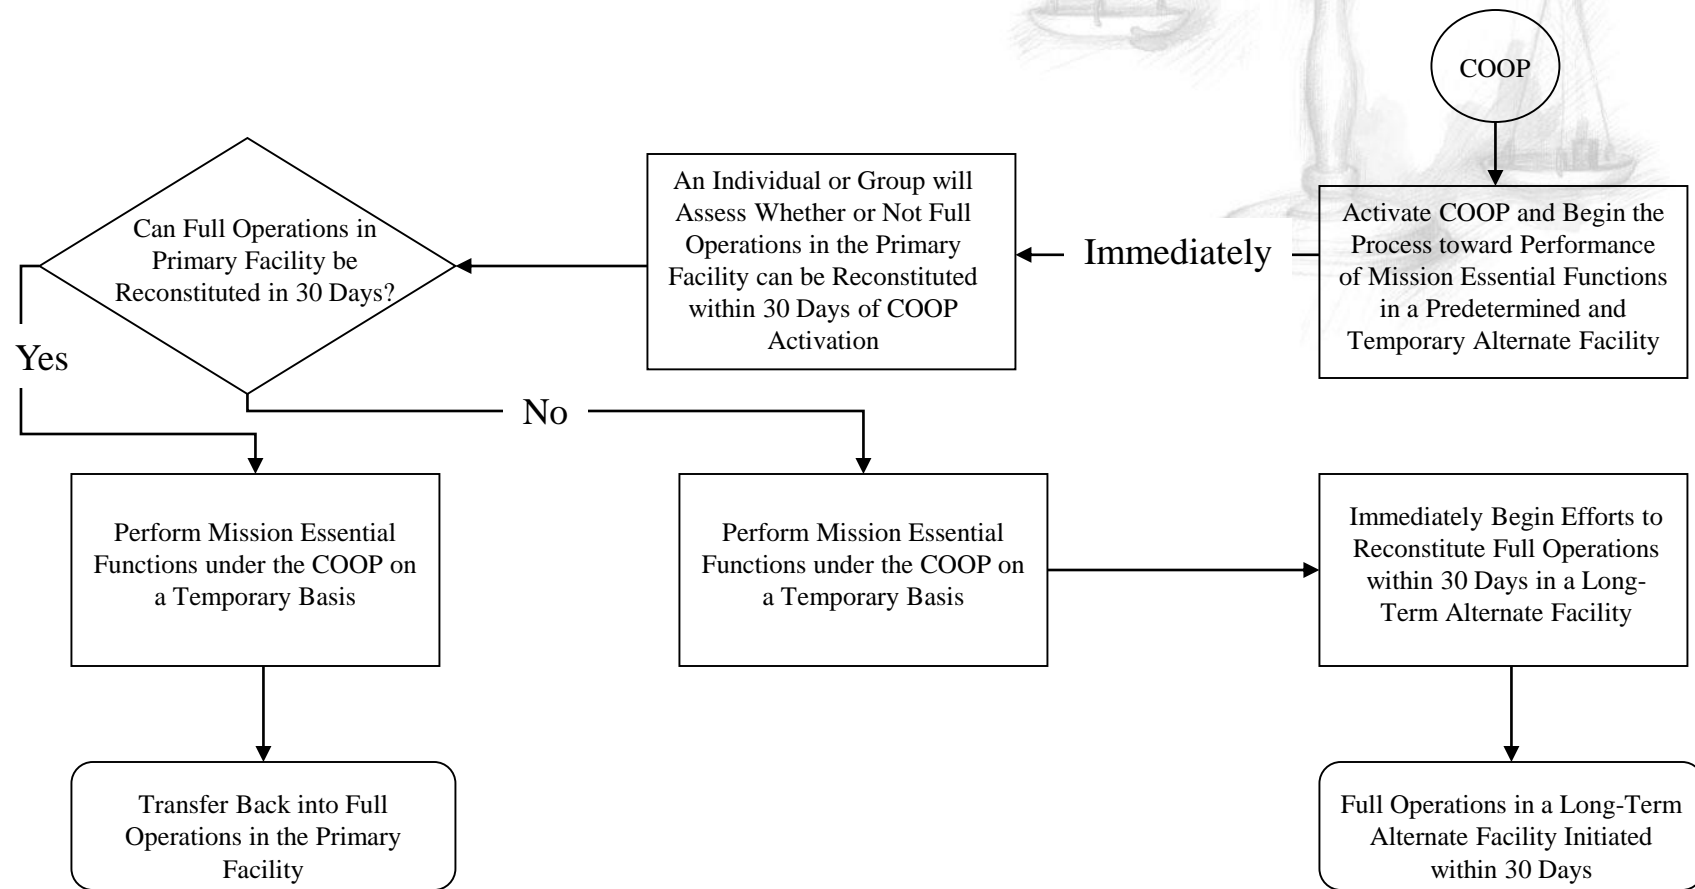 COOP
Activate COOP and Begin the
Process toward Performance
of Mission Essential Functions
in a Predetermined and
Temporary Alternate Facility
Immediately
An Individual or Group will
Assess Whether or Not Full
Operations in the Primary
Facility can be Reconstituted
within 30 Days of COOP
Activation
Can Full Operations in
Primary Facility be
Reconstituted in 30 Days?
Yes
No
Perform Mission Essential
Functions under the COOP on
a Temporary Basis
Perform Mission Essential
Functions under the COOP on
a Temporary Basis
Immediately Begin Efforts to
Reconstitute Full Operations
within 30 Days in a Long-
Term Alternate Facility
Transfer Back into Full
Operations in the Primary
Facility
Full Operations in a Long-Term
Alternate Facility Initiated
within 30 Days